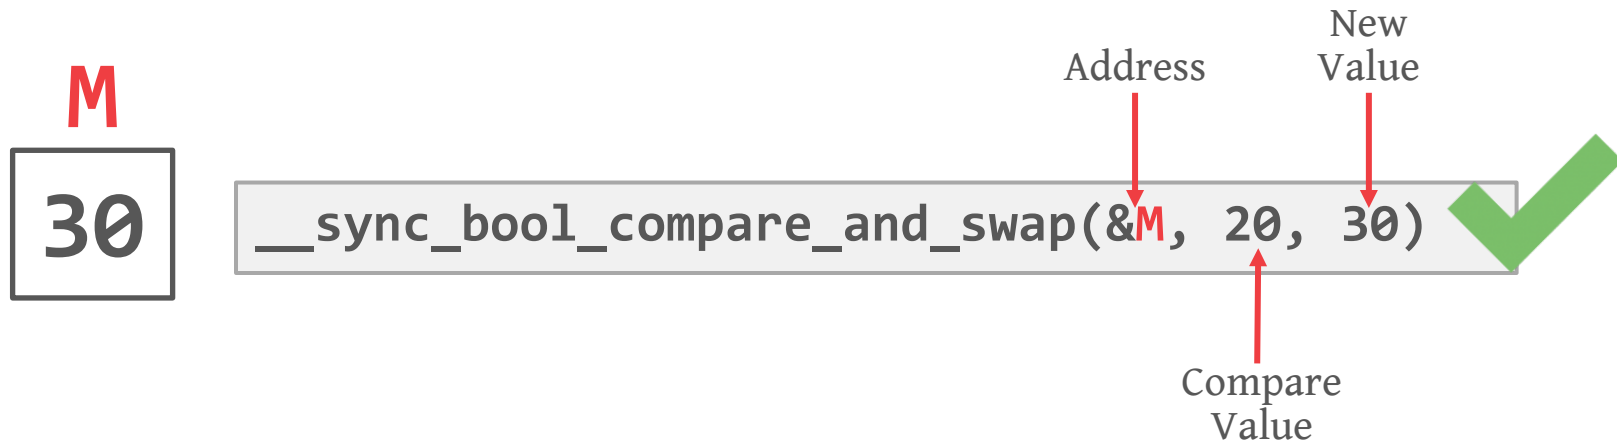 New
Value
Address
M
30
__sync_bool_compare_and_swap(&M, 20, 30)
Compare
Value